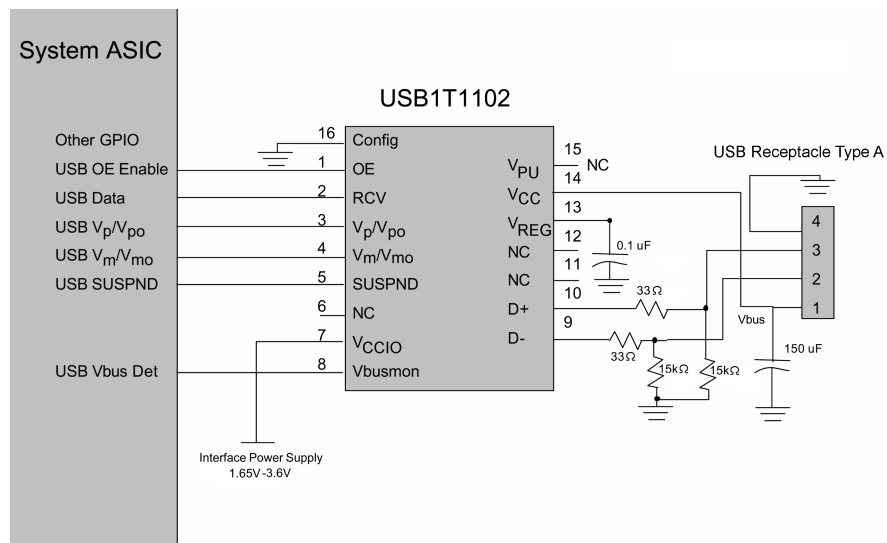 System ASIC
USB1T1102
Other GPIO
USB OE Enable
USB Data
USB Vp/Vpo
USB Vm/Vmo
USB SUSPND
USB Vbus Det
16
1
2
3
4
5
6
7
8
Config
OE
RCV
Vp/Vpo
Vm/Vmo
SUSPND
NC
VCCIO
Vbusmon
Interface Power Supply
1.65V-3.6V
VPU
VCC
VREG
NC
NC
D+
D-
15
NC
14
13
12
11
10
9
0.1 uF
33Ω
33Ω
15kΩ
15kΩ
USB Receptacle Type A
4
3
2
1
Vbus
150 uF